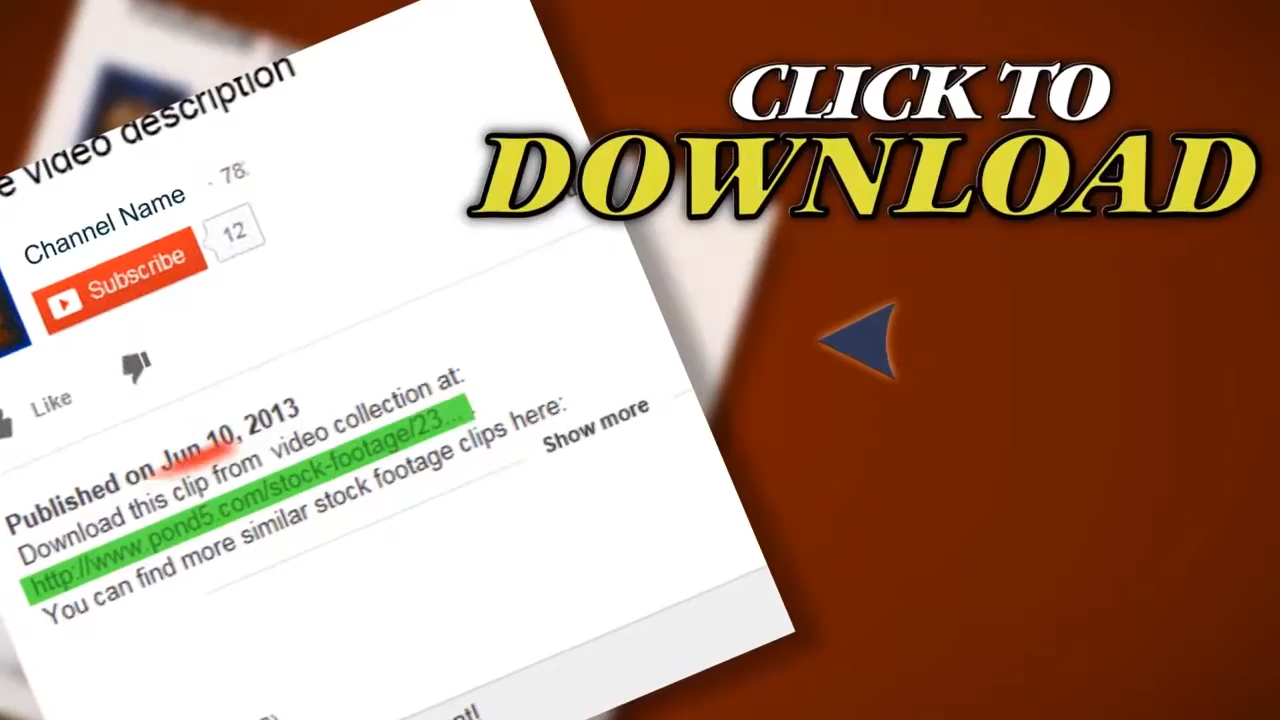 CLICK TO
DOWNLOAD
video description
Channel Name
78
Subscribe
12
Like
Published on Jun 10, 2013
Download this clip from video collection at:
http://www.pond5.com/stock-footage/23...
You can find more similar stock footage clips here:
Show more